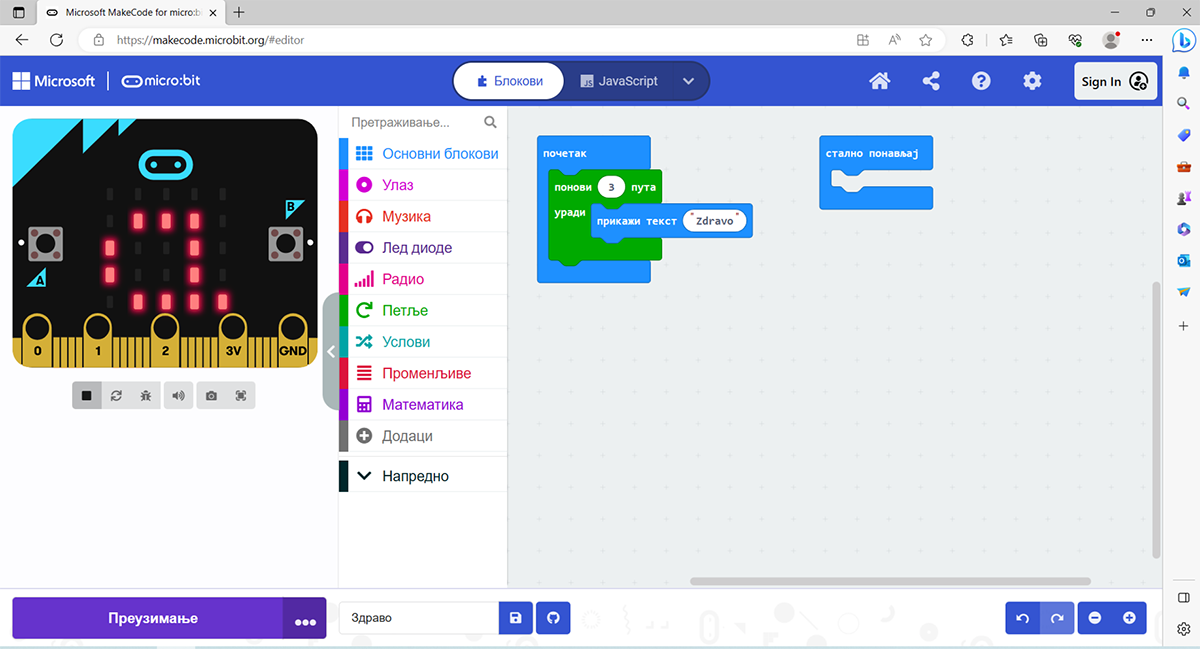 Microsoft MakeCode for micro:b
https://makecode.microbit.org/#editor
Microsoft
micro:bit
Блокови
JS JavaScript
Sign In
Претраживање...
Основни блокови
Улаз
Музика
Лед диоде
Радио
Петље
Услови
Променљиве
Математика
Додаци
Напредно
B
A
0 1 2 3V GND
почетак
понови 3 пута
уради
прикажи текст "Zdravo"
стално понављај
Преузимање
Здраво